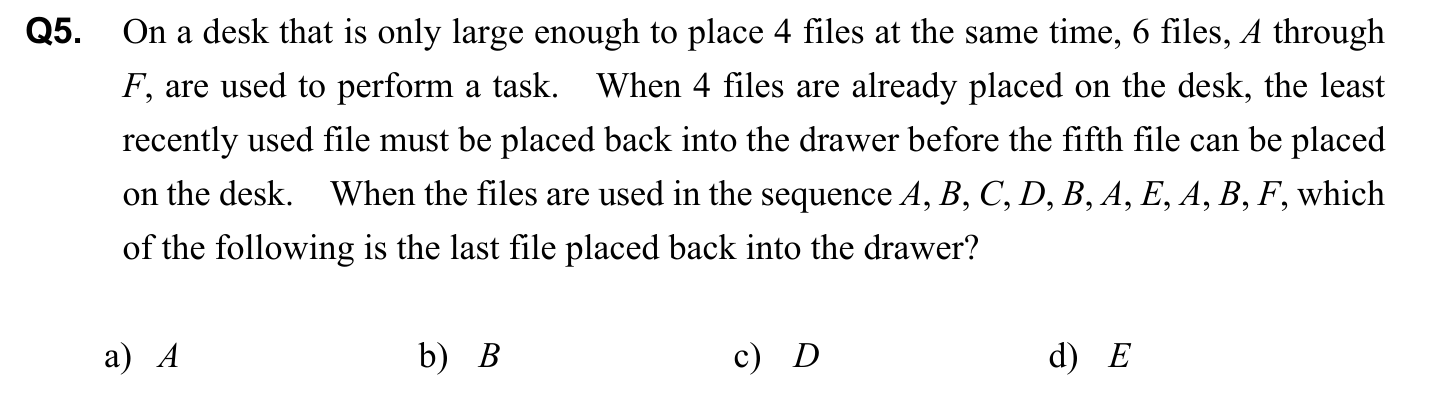 Q5. On a desk that is only large enough to place 4 files at the same time, 6 files, A through
F, are used to perform a task. When 4 files are already placed on the desk, the least
recently used file must be placed back into the drawer before the fifth file can be placed
on the desk. When the files are used in the sequence A, B, C, D, B, A, E, A, B, F, which
of the following is the last file placed back into the drawer?
a) A b) B c) D d) E